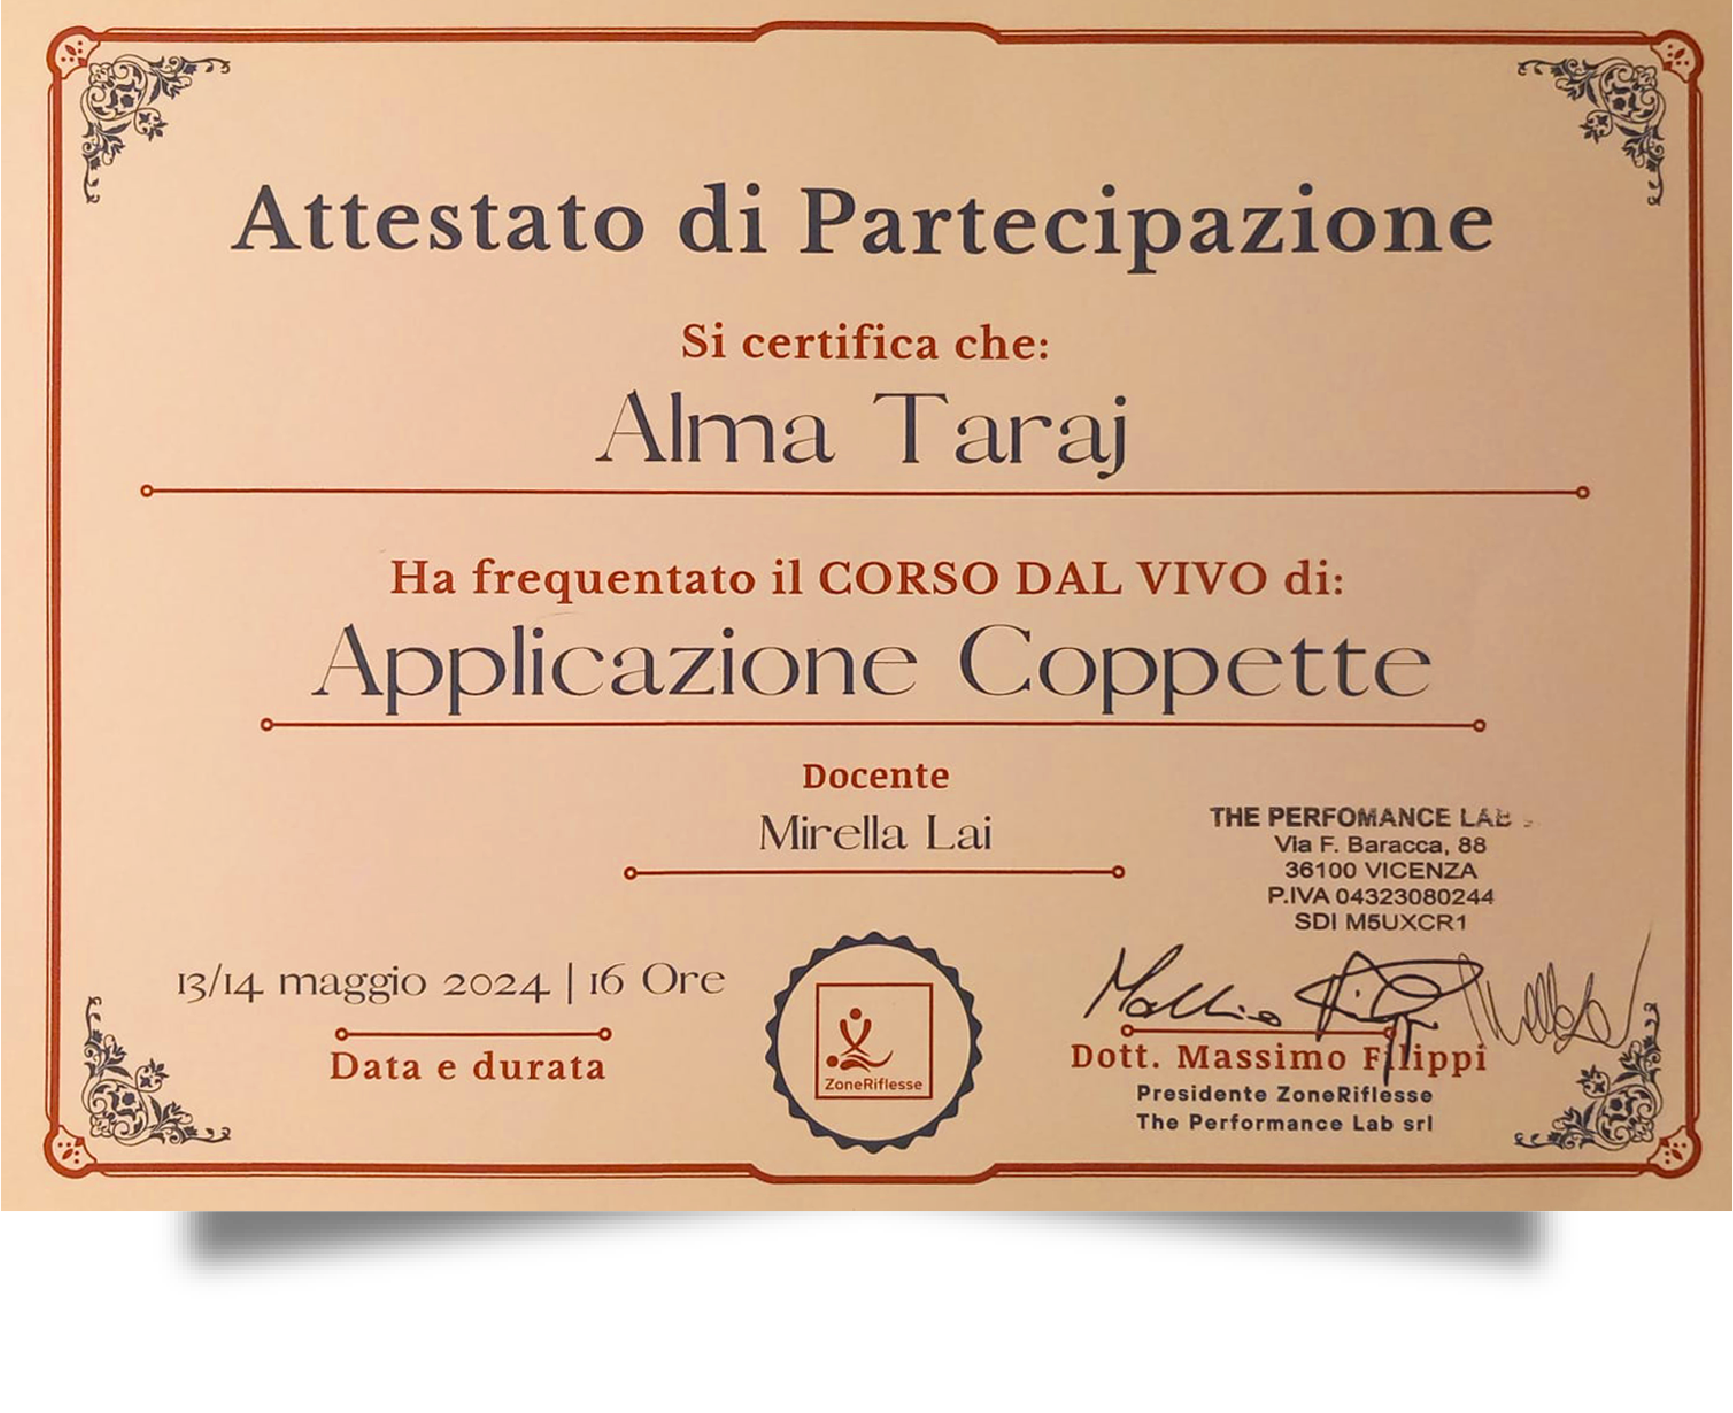 Attestato di Partecipazione
Si certifica che:
Alma Taraj
Ha frequentato il CORSO DAL VIVO di:
Applicazione Coppette
Docente
Mirella Lai
THE PERFOMANCE LAB
Via F. Baracca, 88
36100 VICENZA
P.IVA 04323080244
SDI M5UXCR1
13/14 maggio 2024 | 16 Ore
Data e durata
ZoneRiflesse
Dott. Massimo Filippi
Presidente ZoneRiflesse
The Performance Lab srl